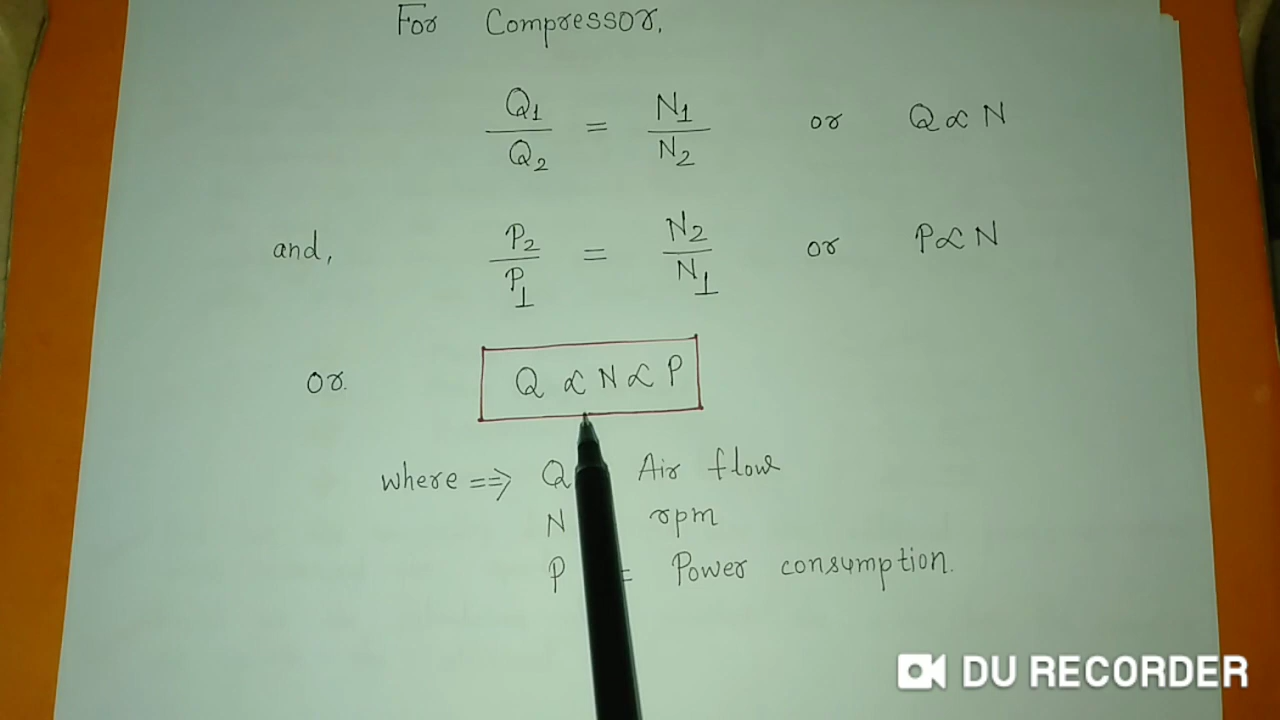 For Compressor,
Q1/Q2 = N1/N2 or Q ∝ N
and, P2/P1 = N2/N1 or P ∝ N
or. Q ∝ N ∝ P
where ==> Q Air flow
N rpm
P = Power consumption.
DU RECORDER